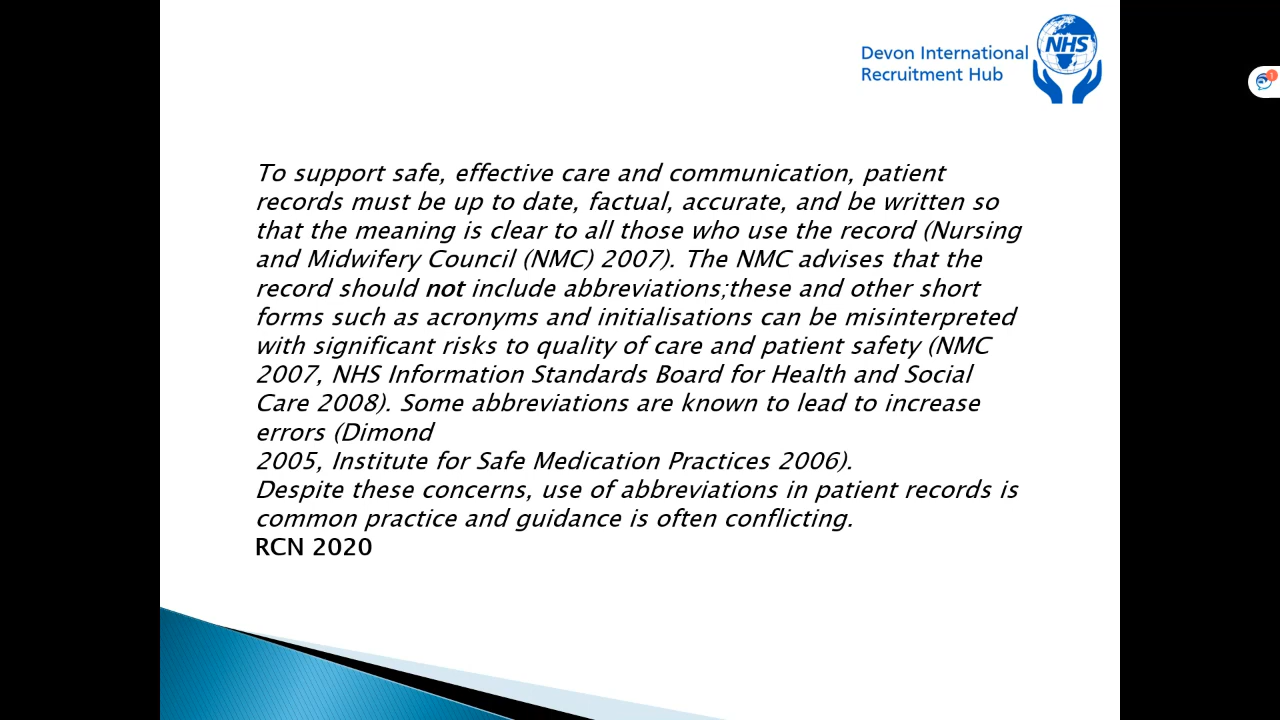 Devon International
Recruitment Hub
NHS
1
To support safe, effective care and communication, patient
records must be up to date, factual, accurate, and be written so
that the meaning is clear to all those who use the record (Nursing
and Midwifery Council (NMC) 2007). The NMC advises that the
record should not include abbreviations;these and other short
forms such as acronyms and initialisations can be misinterpreted
with significant risks to quality of care and patient safety (NMC
2007, NHS Information Standards Board for Health and Social
Care 2008). Some abbreviations are known to lead to increase
errors (Dimond
2005, Institute for Safe Medication Practices 2006).
Despite these concerns, use of abbreviations in patient records is
common practice and guidance is often conflicting.
RCN 2020